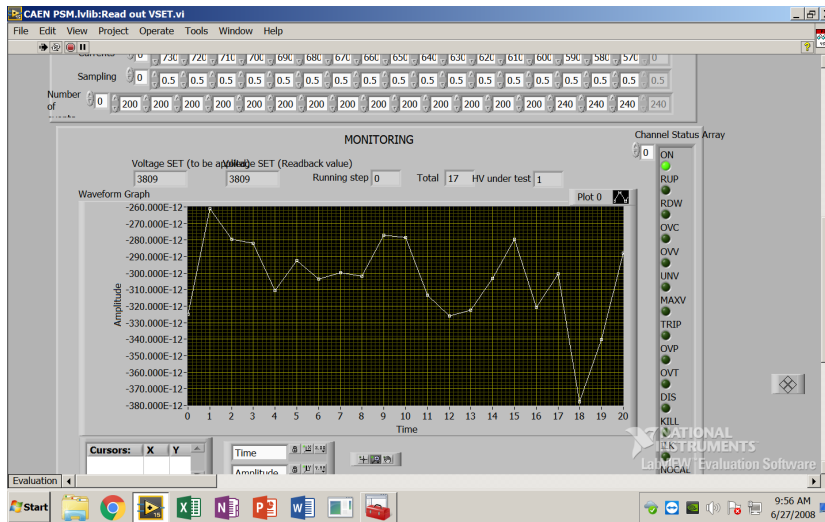 CAEN PSM.lvlib:Read out VSET.vi
File Edit View Project Operate Tools Window Help
Sampling 0 0.5 0.5 0.5 0.5 0.5 0.5 0.5 0.5 0.5 0.5 0.5 0.5 0.5 0.5 0.5 0.5 0.5 0.5
Number
of
0 200 200 200 200 200 200 200 200 200 200 200 200 200 200 240 240 240 240
MONITORING
Channel Status Array
0
Voltage SET (to be
Voltage SET (Readback value)
3809
3809
Running step 0
Total 17
HV under test 1
Waveform Graph
Plot 0
-260.000E-12
-270.000E-12
-280.000E-12
-290.000E-12
-300.000E-12
-310.000E-12
-320.000E-12
-330.000E-12
-340.000E-12
-350.000E-12
-360.000E-12
-370.000E-12
-380.000E-12
Amplitude
0 1 2 3 4 5 6 7 8 9 10 11 12 13 14 15 16 17 18 19 20
Time
ON
RUP
RDW
OVC
OVV
UNV
MAXV
TRIP
OVP
OVT
DIS
KILL
NOCAL
NATIONAL
INSTRUMENTS
LabVIEW Evaluation Software
Cursors: X Y
Time
Amplitude
Evaluation
Start
15
9:56 AM
6/27/2008